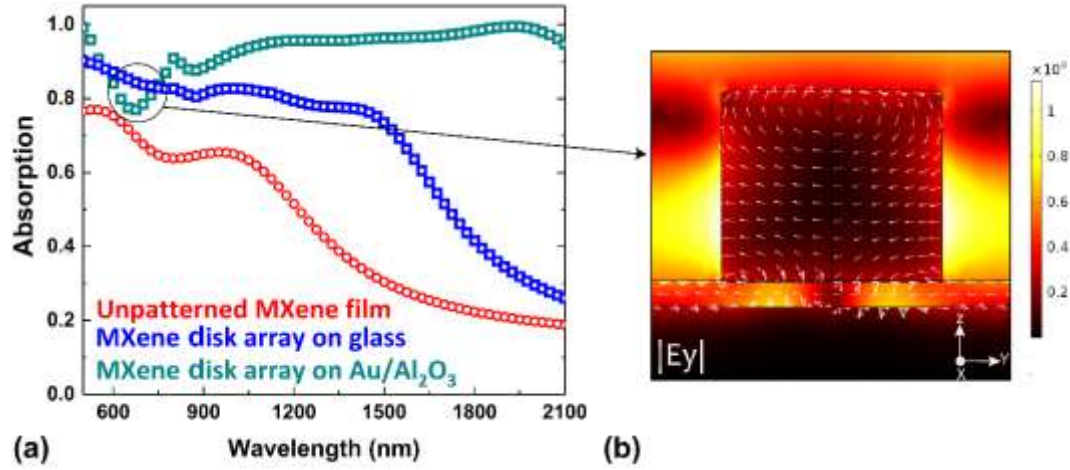 1.0
0.8
0.6
0.4
0.2
0.0
Absorption
Unpatterned MXene film
MXene disk array on glass
MXene disk array on Au/Al₂O₃
600 900 1200 1500 1800 2100
Wavelength (nm)
(a)
1
0.8
0.6
0.4
0.2
|Ey|
Z
Y
X
(b)